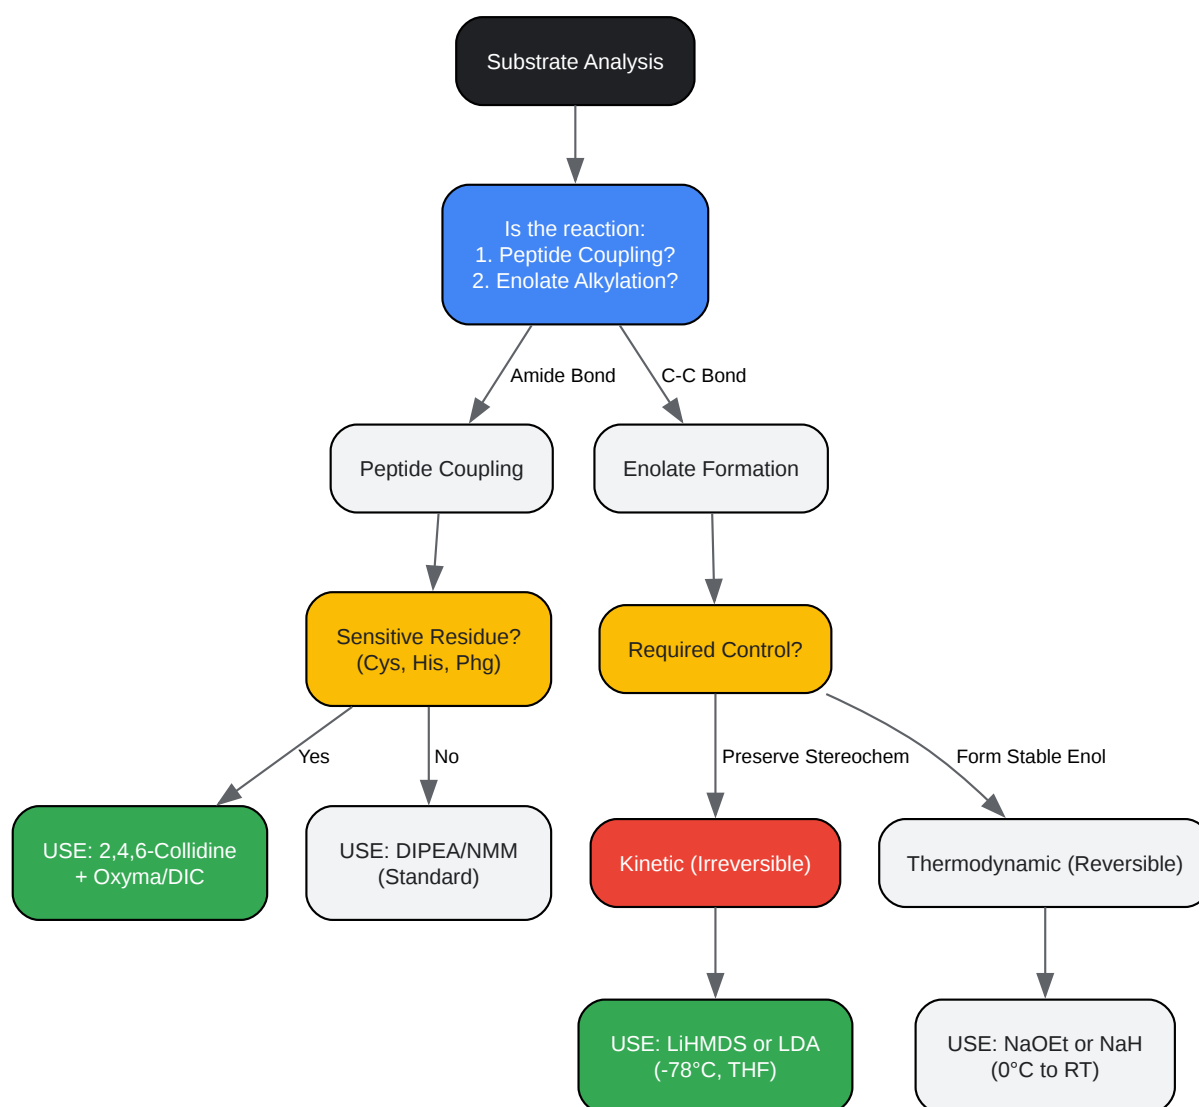 Substrate Analysis
Is the reaction:
1. Peptide Coupling?
2. Enolate Alkylation?
Amide Bond
C-C Bond
Peptide Coupling
Enolate Formation
Sensitive Residue?
(Cys, His, Phg)
Required Control?
Yes
No
Preserve Stereochem
Form Stable Enol
USE: 2,4,6-Collidine
+ Oxyma/DIC
USE: DIPEA/NMM
(Standard)
Kinetic (Irreversible)
Thermodynamic (Reversible)
USE: LiHMDS or LDA
(-78°C, THF)
USE: NaOEt or NaH
(0°C to RT)